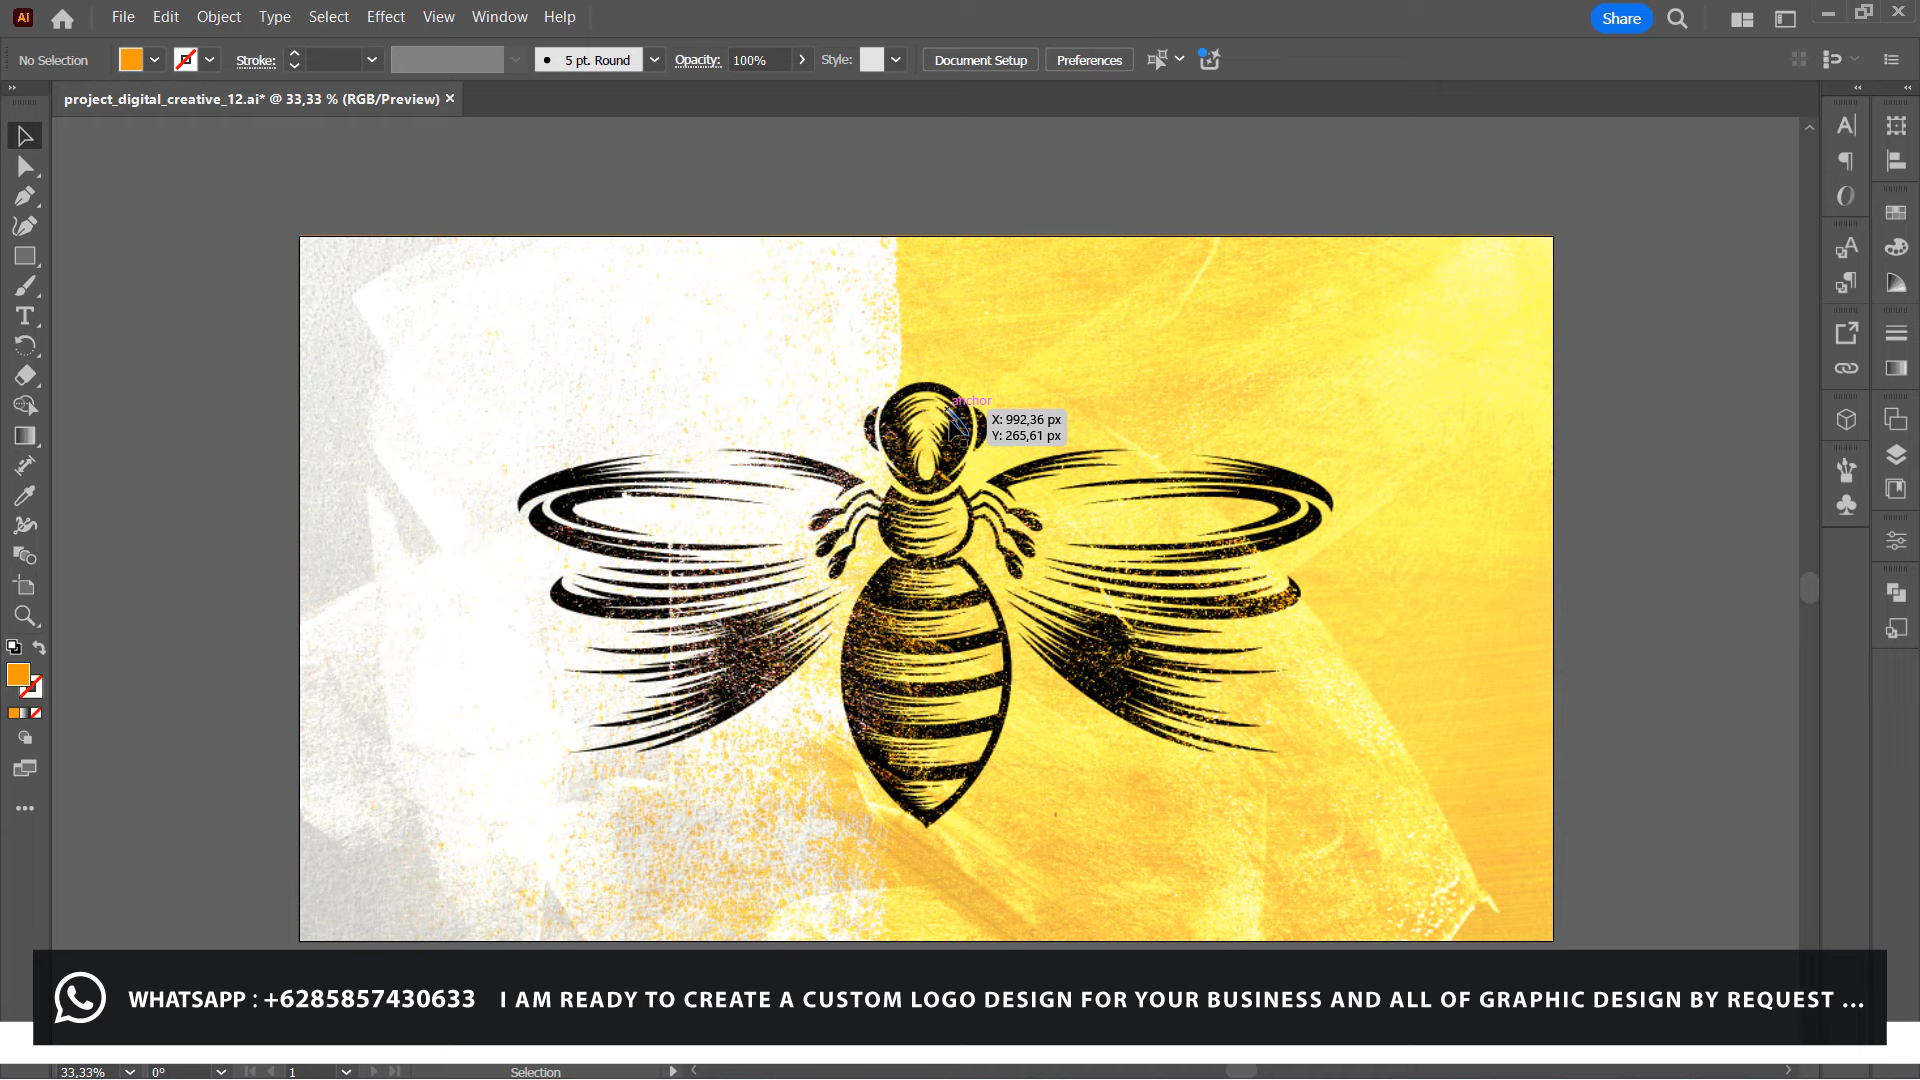 Ai File Edit Object Type Select Effect View Window Help Share
No Selection Stroke: 5 pt. Round Opacity: 100% Style: Document Setup Preferences
project_digital_creative_12.ai* @ 33,33 % (RGB/Preview) ×
anchor
X: 992,36 px
Y: 265,61 px
WHATSAPP : +6285857430633 I AM READY TO CREATE A CUSTOM LOGO DESIGN FOR YOUR BUSINESS AND ALL OF GRAPHIC DESIGN BY REQUEST ...
33,33% 0° 1 Selection